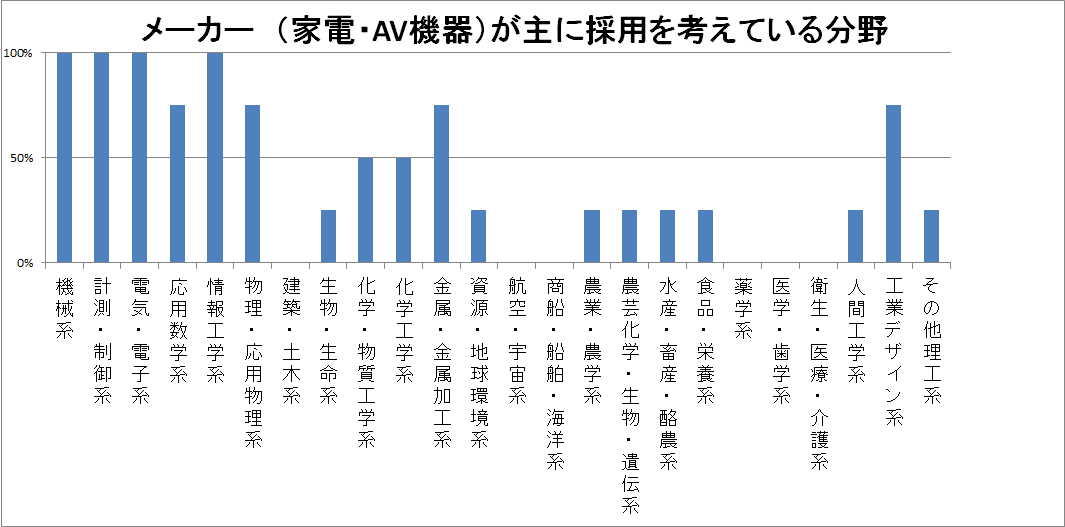 メーカー （家電・AV機器）が主に採用を考えている分野
100%
50%
0%
機械系
計測・制御系
電気・電子系
応用数学系
情報工学系
物理・応用物理系
建築・土木系
生物・生命系
化学・物質工学系
化学工学系
金属・金属加工系
資源・地球環境系
航空・宇宙系
商船・船舶・海洋系
農業・農学系
農芸化学・生物・遺伝系
水産・畜産・酪農系
食品・栄養系
薬学系
医学・歯学系
衛生・医療・介護系
人間工学系
工業デザイン系
その他理工系